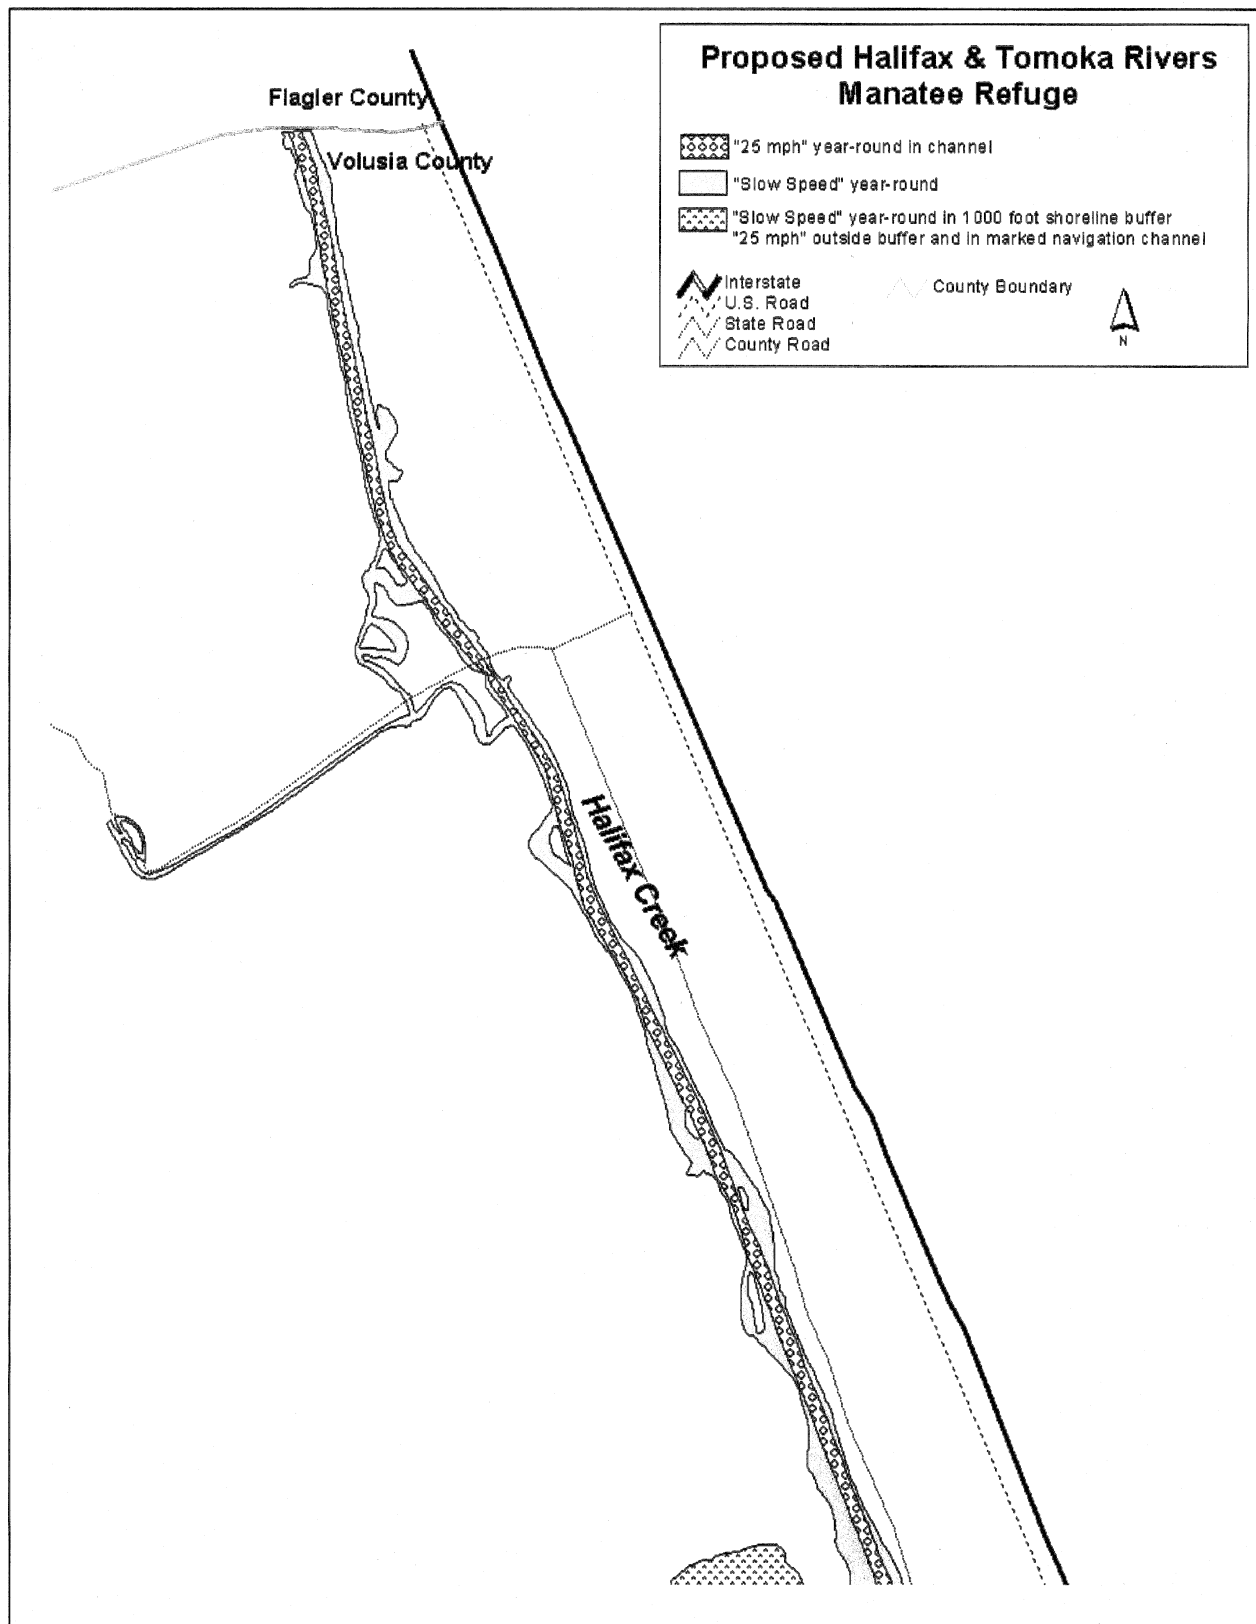 Proposed Halifax & Tomoka Rivers
Manatee Refuge
"25 mph" year-round in channel
"Slow Speed" year-round
"Slow Speed" year-round in 1000 foot shoreline buffer
"25 mph" outside buffer and in marked navigation channel
Interstate
U.S. Road
State Road
County Road
County Boundary
N
Flagler County
Volusia County
Halifax Creek